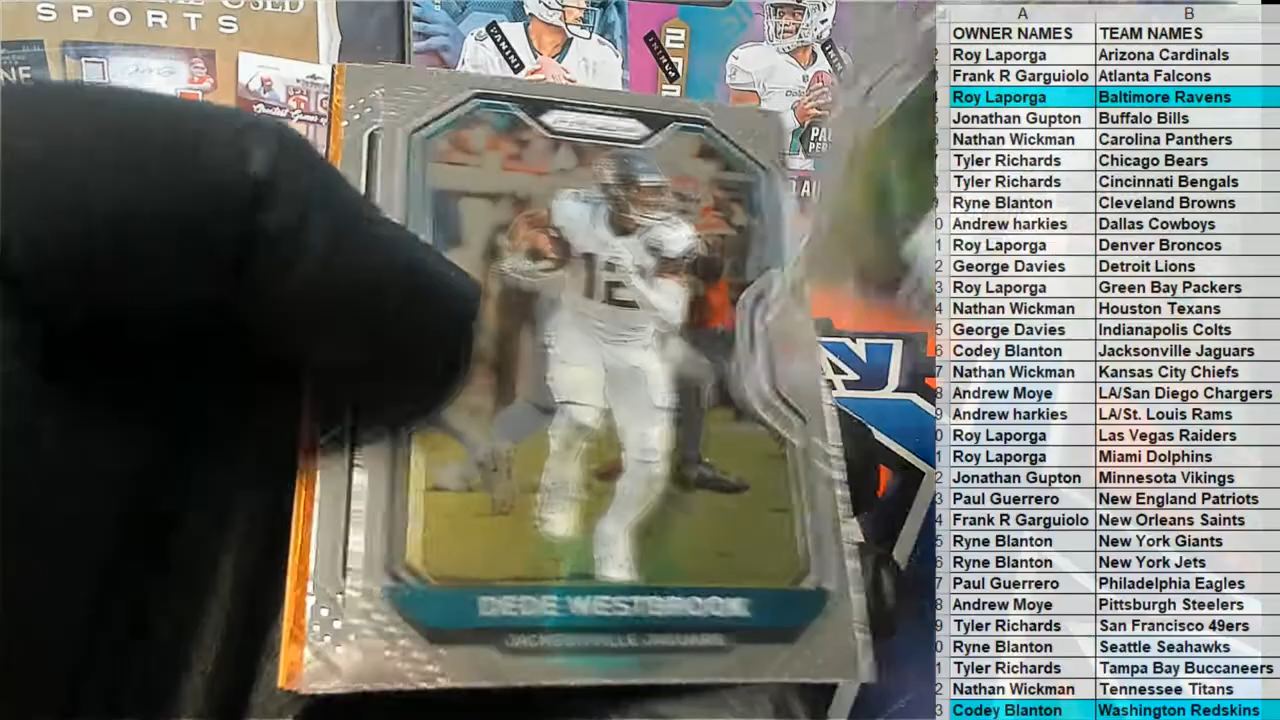 SPORTS
PANINI
PANINI
12
DEDE WESTBROOK
JACKSONVILLE JAGUARS
A B
OWNER NAMES TEAM NAMES
Roy Laporga Arizona Cardinals
Frank R Garguiolo Atlanta Falcons
Roy Laporga Baltimore Ravens
Jonathan Gupton Buffalo Bills
Nathan Wickman Carolina Panthers
Tyler Richards Chicago Bears
Tyler Richards Cincinnati Bengals
Ryne Blanton Cleveland Browns
Andrew harkies Dallas Cowboys
Roy Laporga Denver Broncos
George Davies Detroit Lions
Roy Laporga Green Bay Packers
Nathan Wickman Houston Texans
George Davies Indianapolis Colts
Codey Blanton Jacksonville Jaguars
Nathan Wickman Kansas City Chiefs
Andrew Moye LA/San Diego Chargers
Andrew harkies LA/St. Louis Rams
Roy Laporga Las Vegas Raiders
Roy Laporga Miami Dolphins
Jonathan Gupton Minnesota Vikings
Paul Guerrero New England Patriots
Frank R Garguiolo New Orleans Saints
Ryne Blanton New York Giants
Ryne Blanton New York Jets
Paul Guerrero Philadelphia Eagles
Andrew Moye Pittsburgh Steelers
Tyler Richards San Francisco 49ers
Ryne Blanton Seattle Seahawks
Tyler Richards Tampa Bay Buccaneers
Nathan Wickman Tennessee Titans
Codey Blanton Washington Redskins